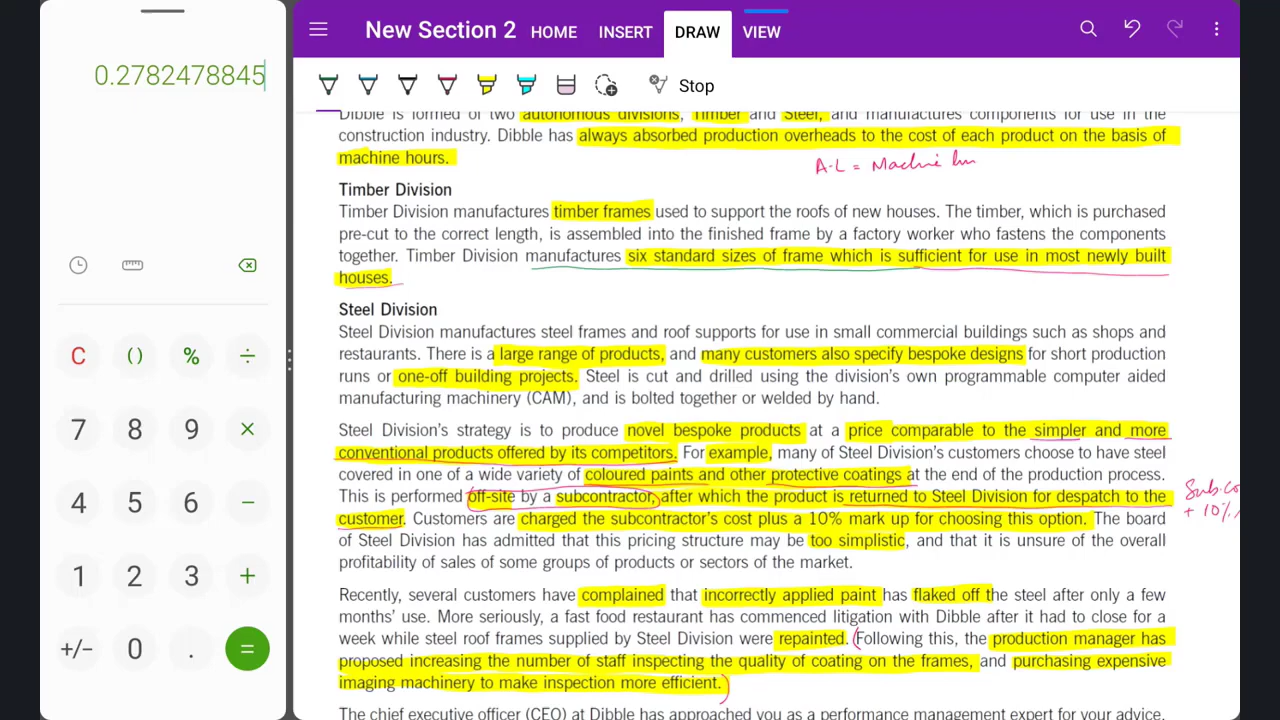 0.2782478845
C ( ) % ÷
7 8 9 ×
4 5 6 −
1 2 3 +
+/− 0 . =
New Section 2 HOME INSERT DRAW VIEW
Stop
Dibble is formed of two autonomous divisions, Timber and Steel, and manufactures components for use in the
construction industry. Dibble has always absorbed production overheads to the cost of each product on the basis of
machine hours.
A.L = Machine
Timber Division
Timber Division manufactures timber frames used to support the roofs of new houses. The timber, which is purchased
pre-cut to the correct length, is assembled into the finished frame by a factory worker who fastens the components
together. Timber Division manufactures six standard sizes of frame which is sufficient for use in most newly built
houses.
Steel Division
Steel Division manufactures steel frames and roof supports for use in small commercial buildings such as shops and
restaurants. There is a large range of products, and many customers also specify bespoke designs for short production
runs or one-off building projects. Steel is cut and drilled using the division's own programmable computer aided
manufacturing machinery (CAM), and is bolted together or welded by hand.
Steel Division's strategy is to produce novel bespoke products at a price comparable to the simpler and more
conventional products offered by its competitors. For example, many of Steel Division's customers choose to have steel
covered in one of a wide variety of coloured paints and other protective coatings at the end of the production process.
This is performed off-site by a subcontractor, after which the product is returned to Steel Division for despatch to the
customer. Customers are charged the subcontractor's cost plus a 10% mark up for choosing this option. The board
of Steel Division has admitted that this pricing structure may be too simplistic, and that it is unsure of the overall
profitability of sales of some groups of products or sectors of the market.
Sub.co
+ 10%
Recently, several customers have complained that incorrectly applied paint has flaked off the steel after only a few
months' use. More seriously, a fast food restaurant has commenced litigation with Dibble after it had to close for a
week while steel roof frames supplied by Steel Division were repainted. Following this, the production manager has
proposed increasing the number of staff inspecting the quality of coating on the frames, and purchasing expensive
imaging machinery to make inspection more efficient.
The chief executive officer (CEO) at Dibble has approached you as a performance management expert for your advice.